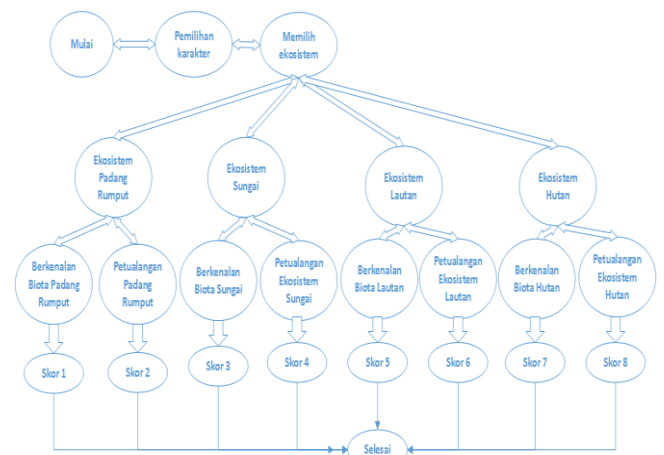 Mulai
Pemilihan
karakter
Memilih
ekosistem
Ekosistem
Padang
Rumput
Ekosistem
Sungai
Ekosistem
Lautan
Ekosistem
Hutan
Berkenalan
Biota Padang
Rumput
Petualangan
Padang
Rumput
Berkenalan
Biota Sungai
Petualangan
Ekosistem
Sungai
Berkenalan
Biota Lautan
Petualangan
Ekosistem
Lautan
Berkenalan
Biota Hutan
Petualangan
Ekosistem
Hutan
Skor 1
Skor 2
Skor 3
Skor 4
Skor 5
Skor 6
Skor 7
Skor 8
Selesai